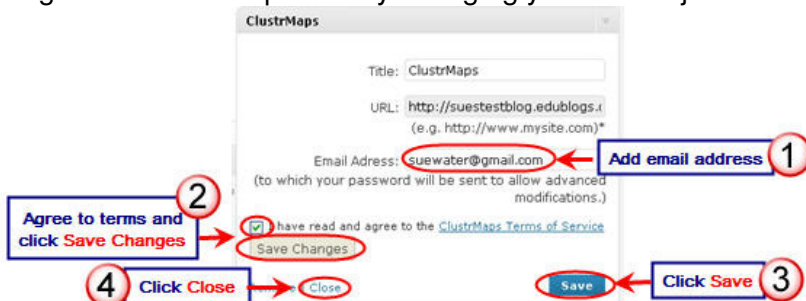 ClustrMaps
Title: ClustrMaps
URL: http://suestestblog.edublogs.
(e.g. http://www.mysite.com)*
Email Adress: suewater@gmail.com
Add email address 1
(to which your password will be sent to allow advanced
modifications.)
2
Agree to terms and
click Save Changes
I have read and agree to the ClustrMaps Terms of Service
Save Changes
4 Click Close
Close
Save
Click Save 3